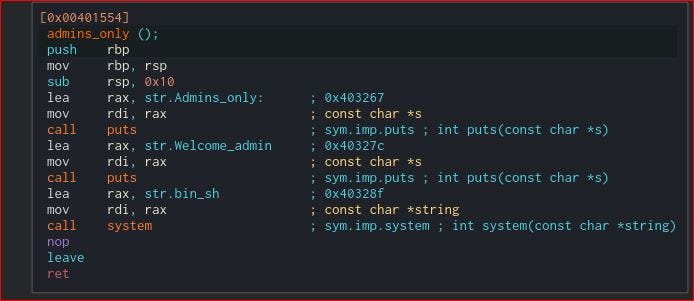 [0x00401554]
admins_only ();
push rbp
mov rbp, rsp
sub rsp, 0x10
lea rax, str.Admins_only: ; 0x403267
mov rdi, rax ; const char *s
call puts ; sym.imp.puts ; int puts(const char *s)
lea rax, str.Welcome_admin ; 0x40327c
mov rdi, rax ; const char *s
call puts ; sym.imp.puts ; int puts(const char *s)
lea rax, str.bin_sh ; 0x40328f
mov rdi, rax ; const char *string
call system ; sym.imp.system ; int system(const char *string)
nop
leave
ret